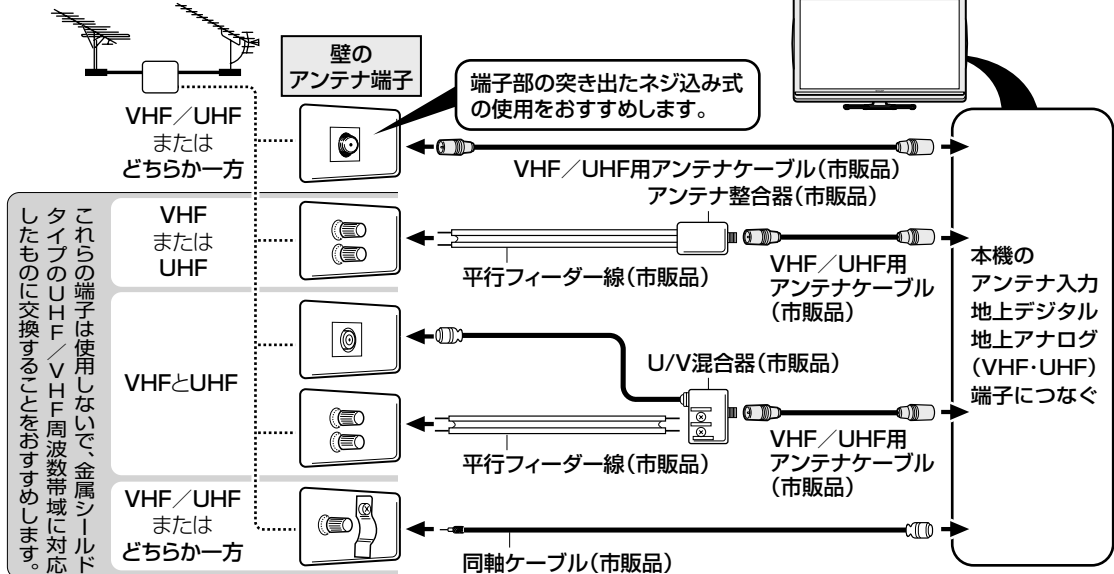 壁の
アンテナ端子
端子部の突き出たネジ込み式
の使用をおすすめします。
VHF／UHF
または
どちらか一方
VHF／UHF用アンテナケーブル（市販品）
アンテナ整合器（市販品）
これらの端子は使用しないで、金属シールド
タイプのUHF／VHF周波数帯域に対応
したものに交換することをおすすめします。
VHF
または
UHF
平行フィーダー線（市販品）
VHF／UHF用
アンテナケーブル
（市販品）
VHFとUHF
U/V混合器（市販品）
平行フィーダー線（市販品）
VHF／UHF用
アンテナケーブル
（市販品）
VHF／UHF
または
どちらか一方
同軸ケーブル（市販品）
本機の
アンテナ入力
地上デジタル
地上アナログ
（VHF・UHF）
端子につなぐ